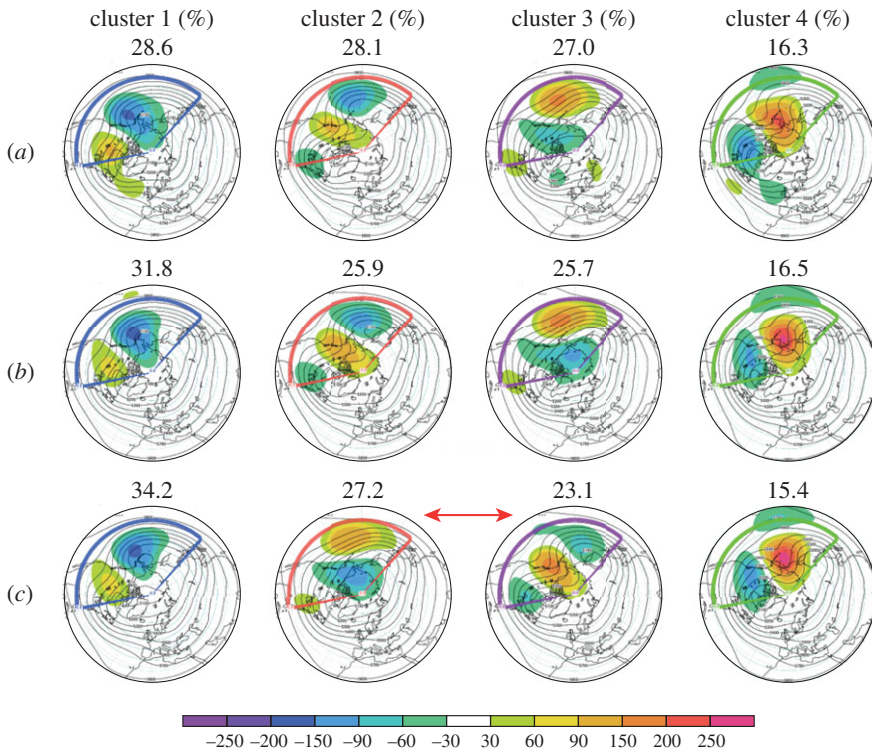 cluster 1 (%) cluster 2 (%) cluster 3 (%) cluster 4 (%)
28.6 28.1 27.0 16.3
(a)
31.8 25.9 25.7 16.5
(b)
34.2 27.2 23.1 15.4
(c)
–250 –200 –150 –90 –60 –30 30 60 90 150 200 250